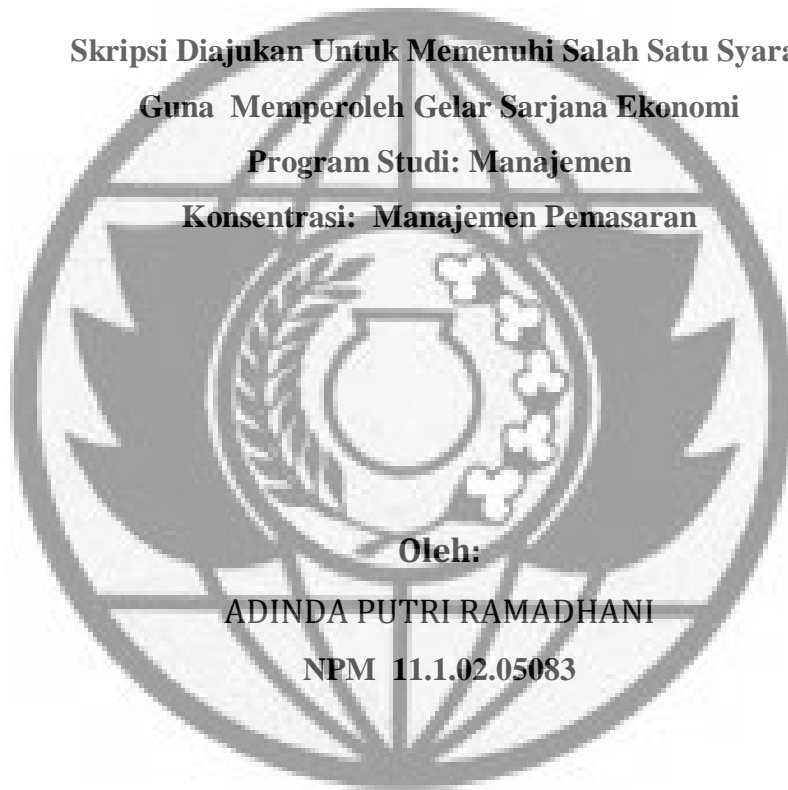 Skripsi Diajukan Untuk Memenuhi Salah Satu Syara
Guna Memperoleh Gelar Sarjana Ekonomi
Program Studi: Manajemen
Konsentrasi: Manajemen Pemasaran
Oleh:
ADINDA PUTRI RAMADHANI
NPM 11.1.02.05083